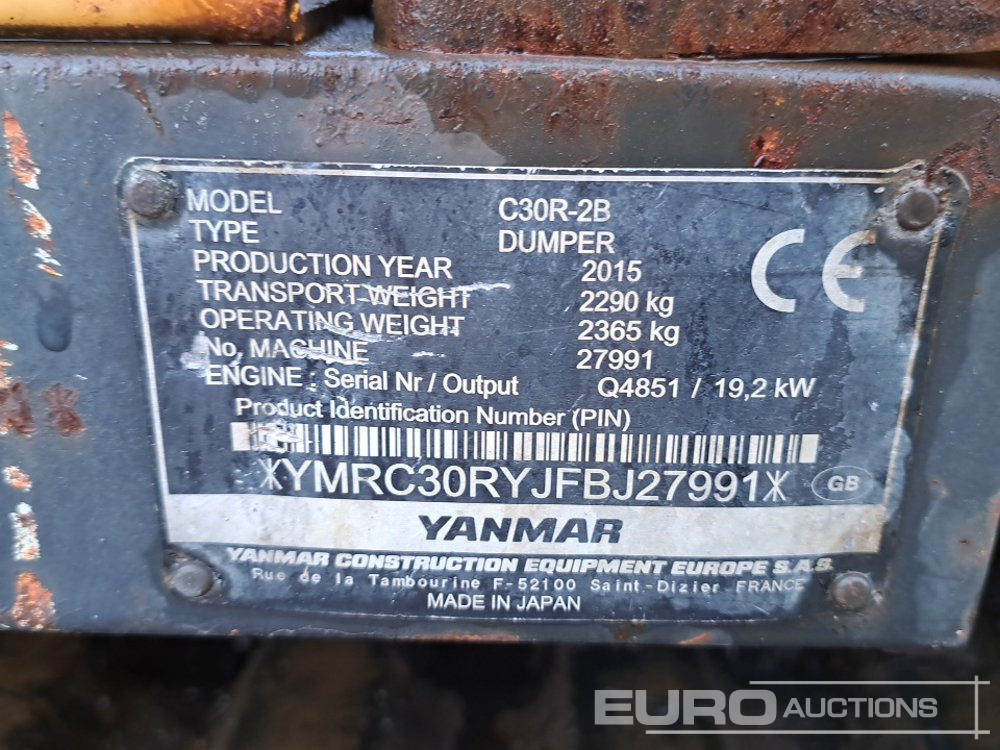 MODEL C30R-2B
TYPE DUMPER
PRODUCTION YEAR 2015
TRANSPORT WEIGHT 2290 kg
OPERATING WEIGHT 2365 kg
No, MACHINE 27991
ENGINE : Serial Nr / Output Q4851 / 19,2 kW
Product Identification Number (PIN)
CE
*YMRC30RYJFBJ27991* GB
YANMAR
YANMAR CONSTRUCTION EQUIPMENT EUROPE S.A.S.
Rue de la Tambourine F-52100 Saint-Dizier FRANCE
MADE IN JAPAN
EURO AUCTIONS